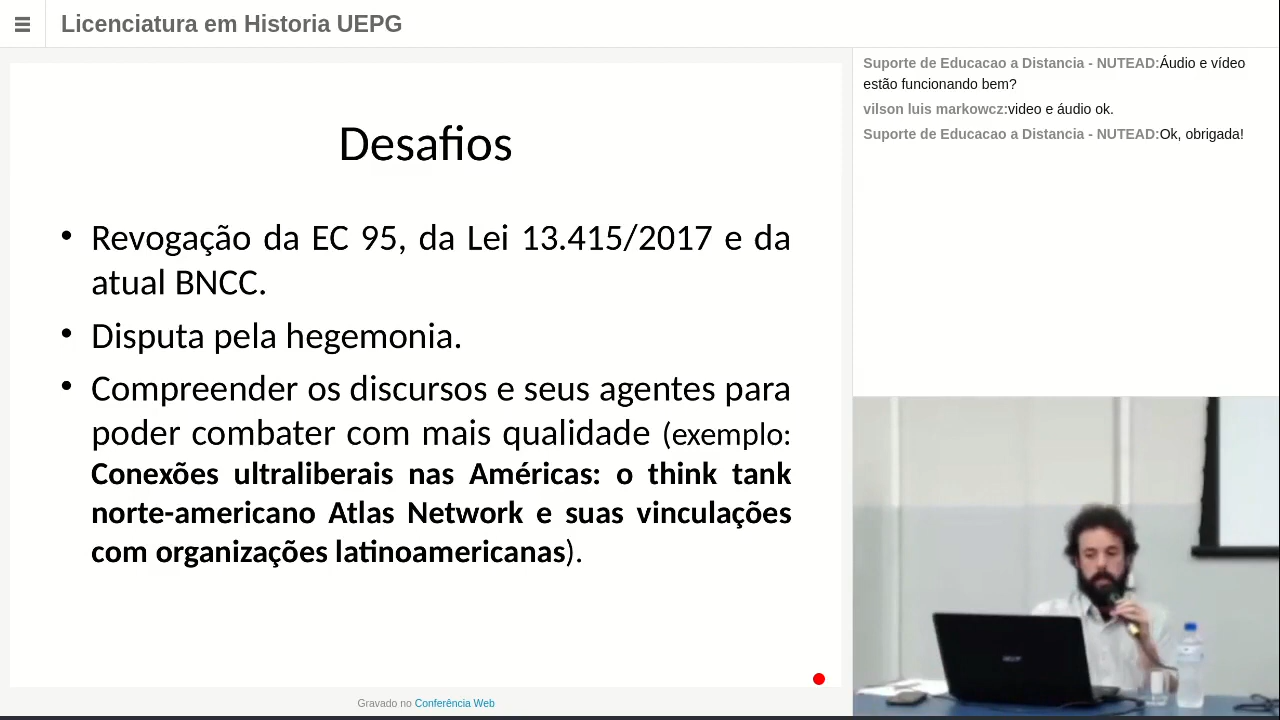 Licenciatura em Historia UEPG
Desafios
• Revogação da EC 95, da Lei 13.415/2017 e da
atual BNCC.
• Disputa pela hegemonia.
• Compreender os discursos e seus agentes para
poder combater com mais qualidade (exemplo:
Conexões ultraliberais nas Américas: o think tank
norte-americano Atlas Network e suas vinculações
com organizações latinoamericanas).
Gravado no Conferência Web
Suporte de Educacao a Distancia - NUTEAD:Áudio e vídeo
estão funcionando bem?
vilson luis markowcz:video e áudio ok.
Suporte de Educacao a Distancia - NUTEAD:Ok, obrigada!
acer